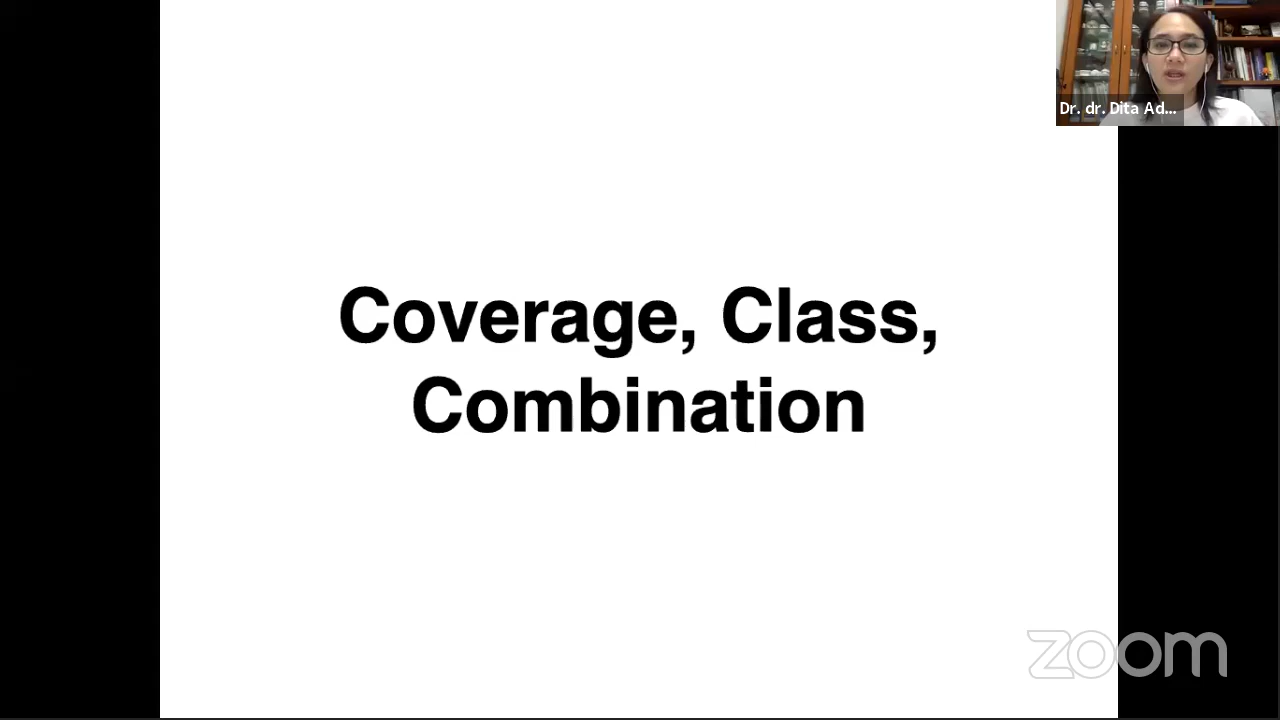 Dr. dr. Dita Ad...
Coverage, Class,
Combination
zoom